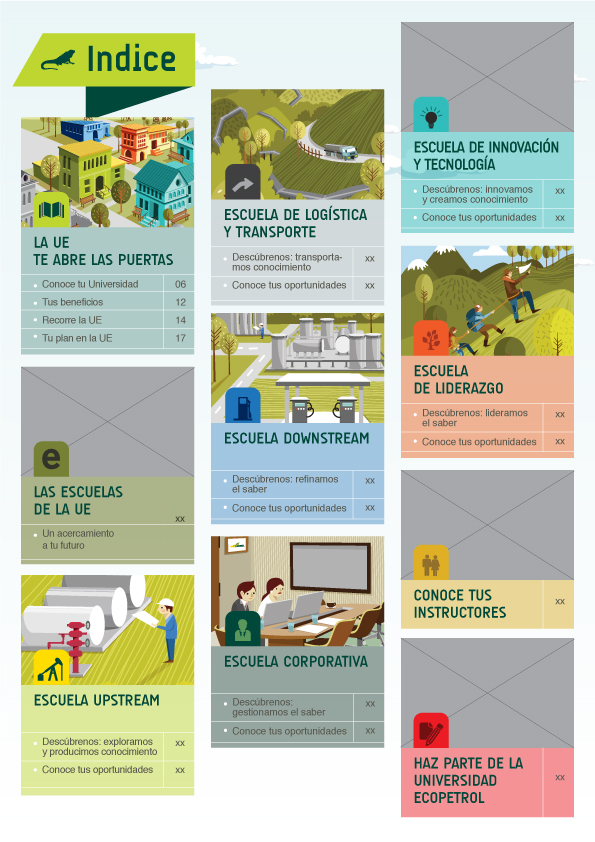 Indice
LA UE
TE ABRE LAS PUERTAS
Conoce tu Universidad 06
Tus beneficios 12
Recorre la UE 14
Tu plan en la UE 17
e
LAS ESCUELAS
DE LA UE
xx
Un acercamiento
a tu futuro
ESCUELA UPSTREAM
Descúbrenos: exploramos xx
y producimos conocimiento
Conoce tus oportunidades xx
ESCUELA DE LOGÍSTICA
Y TRANSPORTE
Descúbrenos: transporta- xx
mos conocimiento
Conoce tus oportunidades xx
ESCUELA DOWNSTREAM
Descúbrenos: refinamos xx
el saber
Conoce tus oportunidades xx
ESCUELA CORPORATIVA
Descúbrenos: xx
gestionamos el saber
Conoce tus oportunidades xx
ESCUELA DE INNOVACIÓN
Y TECNOLOGÍA
Descúbrenos: innovamos xx
y creamos conocimiento
Conoce tus oportunidades xx
ESCUELA
DE LIDERAZGO
Descúbrenos: lideramos xx
el saber
Conoce tus oportunidades xx
CONOCE TUS
INSTRUCTORES xx
HAZ PARTE DE LA
UNIVERSIDAD xx
ECOPETROL